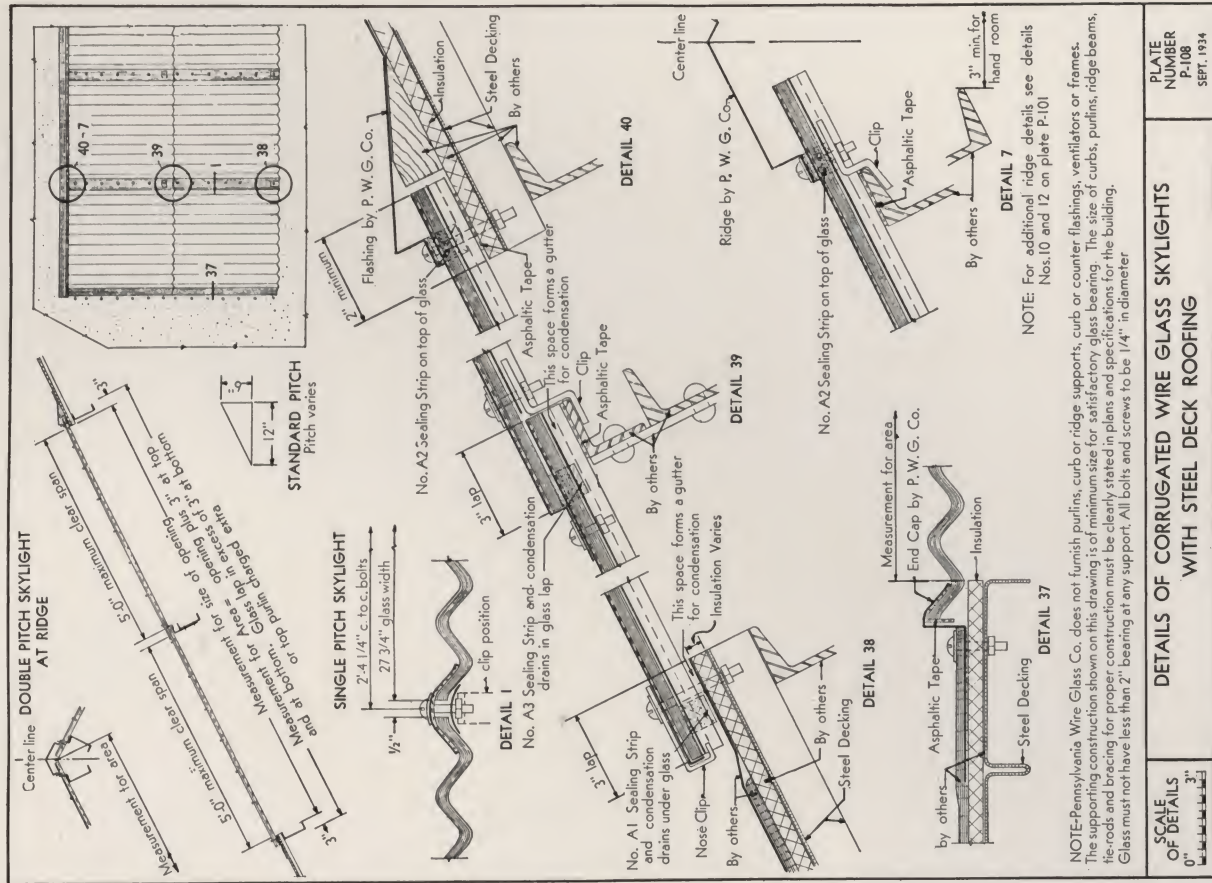 Center line
DOUBLE PITCH SKYLIGHT
AT RIDGE
Measurement for area
5'-0" maximum clear span
5'-0" maximum clear span
3"
3"
Measurement for size of opening
Measurement for Area = opening plus 3" at top
and at bottom. Glass lap in excess of 3" at bottom
or top purlin charged extra
STANDARD PITCH
Pitch varies
12"
6"
37
40-7
39
1
38
SINGLE PITCH SKYLIGHT
2'-4 1/4" c. to c. bolts
27 3/4" glass width
1/2"
clip position
DETAIL 1
No. A3 Sealing Strip and condensation
drains in glass lap
3" lap
No. A2 Sealing Strip on top of glass
2" minimum
Flashing by P. W. G. Co.
Insulation
Steel Decking
By others
Asphaltic Tape
DETAIL 40
This space forms a gutter
for condensation
Clip
Asphaltic Tape
By others
DETAIL 39
No. A1 Sealing Strip
and condensation
drains under glass
3" lap
Nose Clip
By others
This space forms a gutter
for condensation
Insulation Varies
By others
Steel Decking
DETAIL 38
Center line
Ridge by P. W. G. Co.
No. A2 Sealing Strip on top of glass
Clip
Asphaltic Tape
By others
3" min. for
hand room
DETAIL 7
NOTE: For additional ridge details see details
Nos. 10 and 12 on plate P-101
Measurement for area
End Cap by P. W. G. Co.
Asphaltic Tape
by others
Insulation
Steel Decking
DETAIL 37
NOTE-Pennsylvania Wire Glass Co. does not furnish purlins, curb or ridge supports, curb or counter flashings, ventilators or frames.
The supporting construction shown on this drawing is of minimum size for satisfactory glass bearing. The size of curbs, purlins, ridge beams,
tie-rods and bracing for proper construction must be clearly stated in plans and specifications for the building.
Glass must not have less than 2" bearing at any support. All bolts and screws to be 1/4" in diameter
SCALE
OF DETAILS
0" 3"
DETAILS OF CORRUGATED WIRE GLASS SKYLIGHTS
WITH STEEL DECK ROOFING
PLATE
NUMBER
P-108
SEPT. 1934